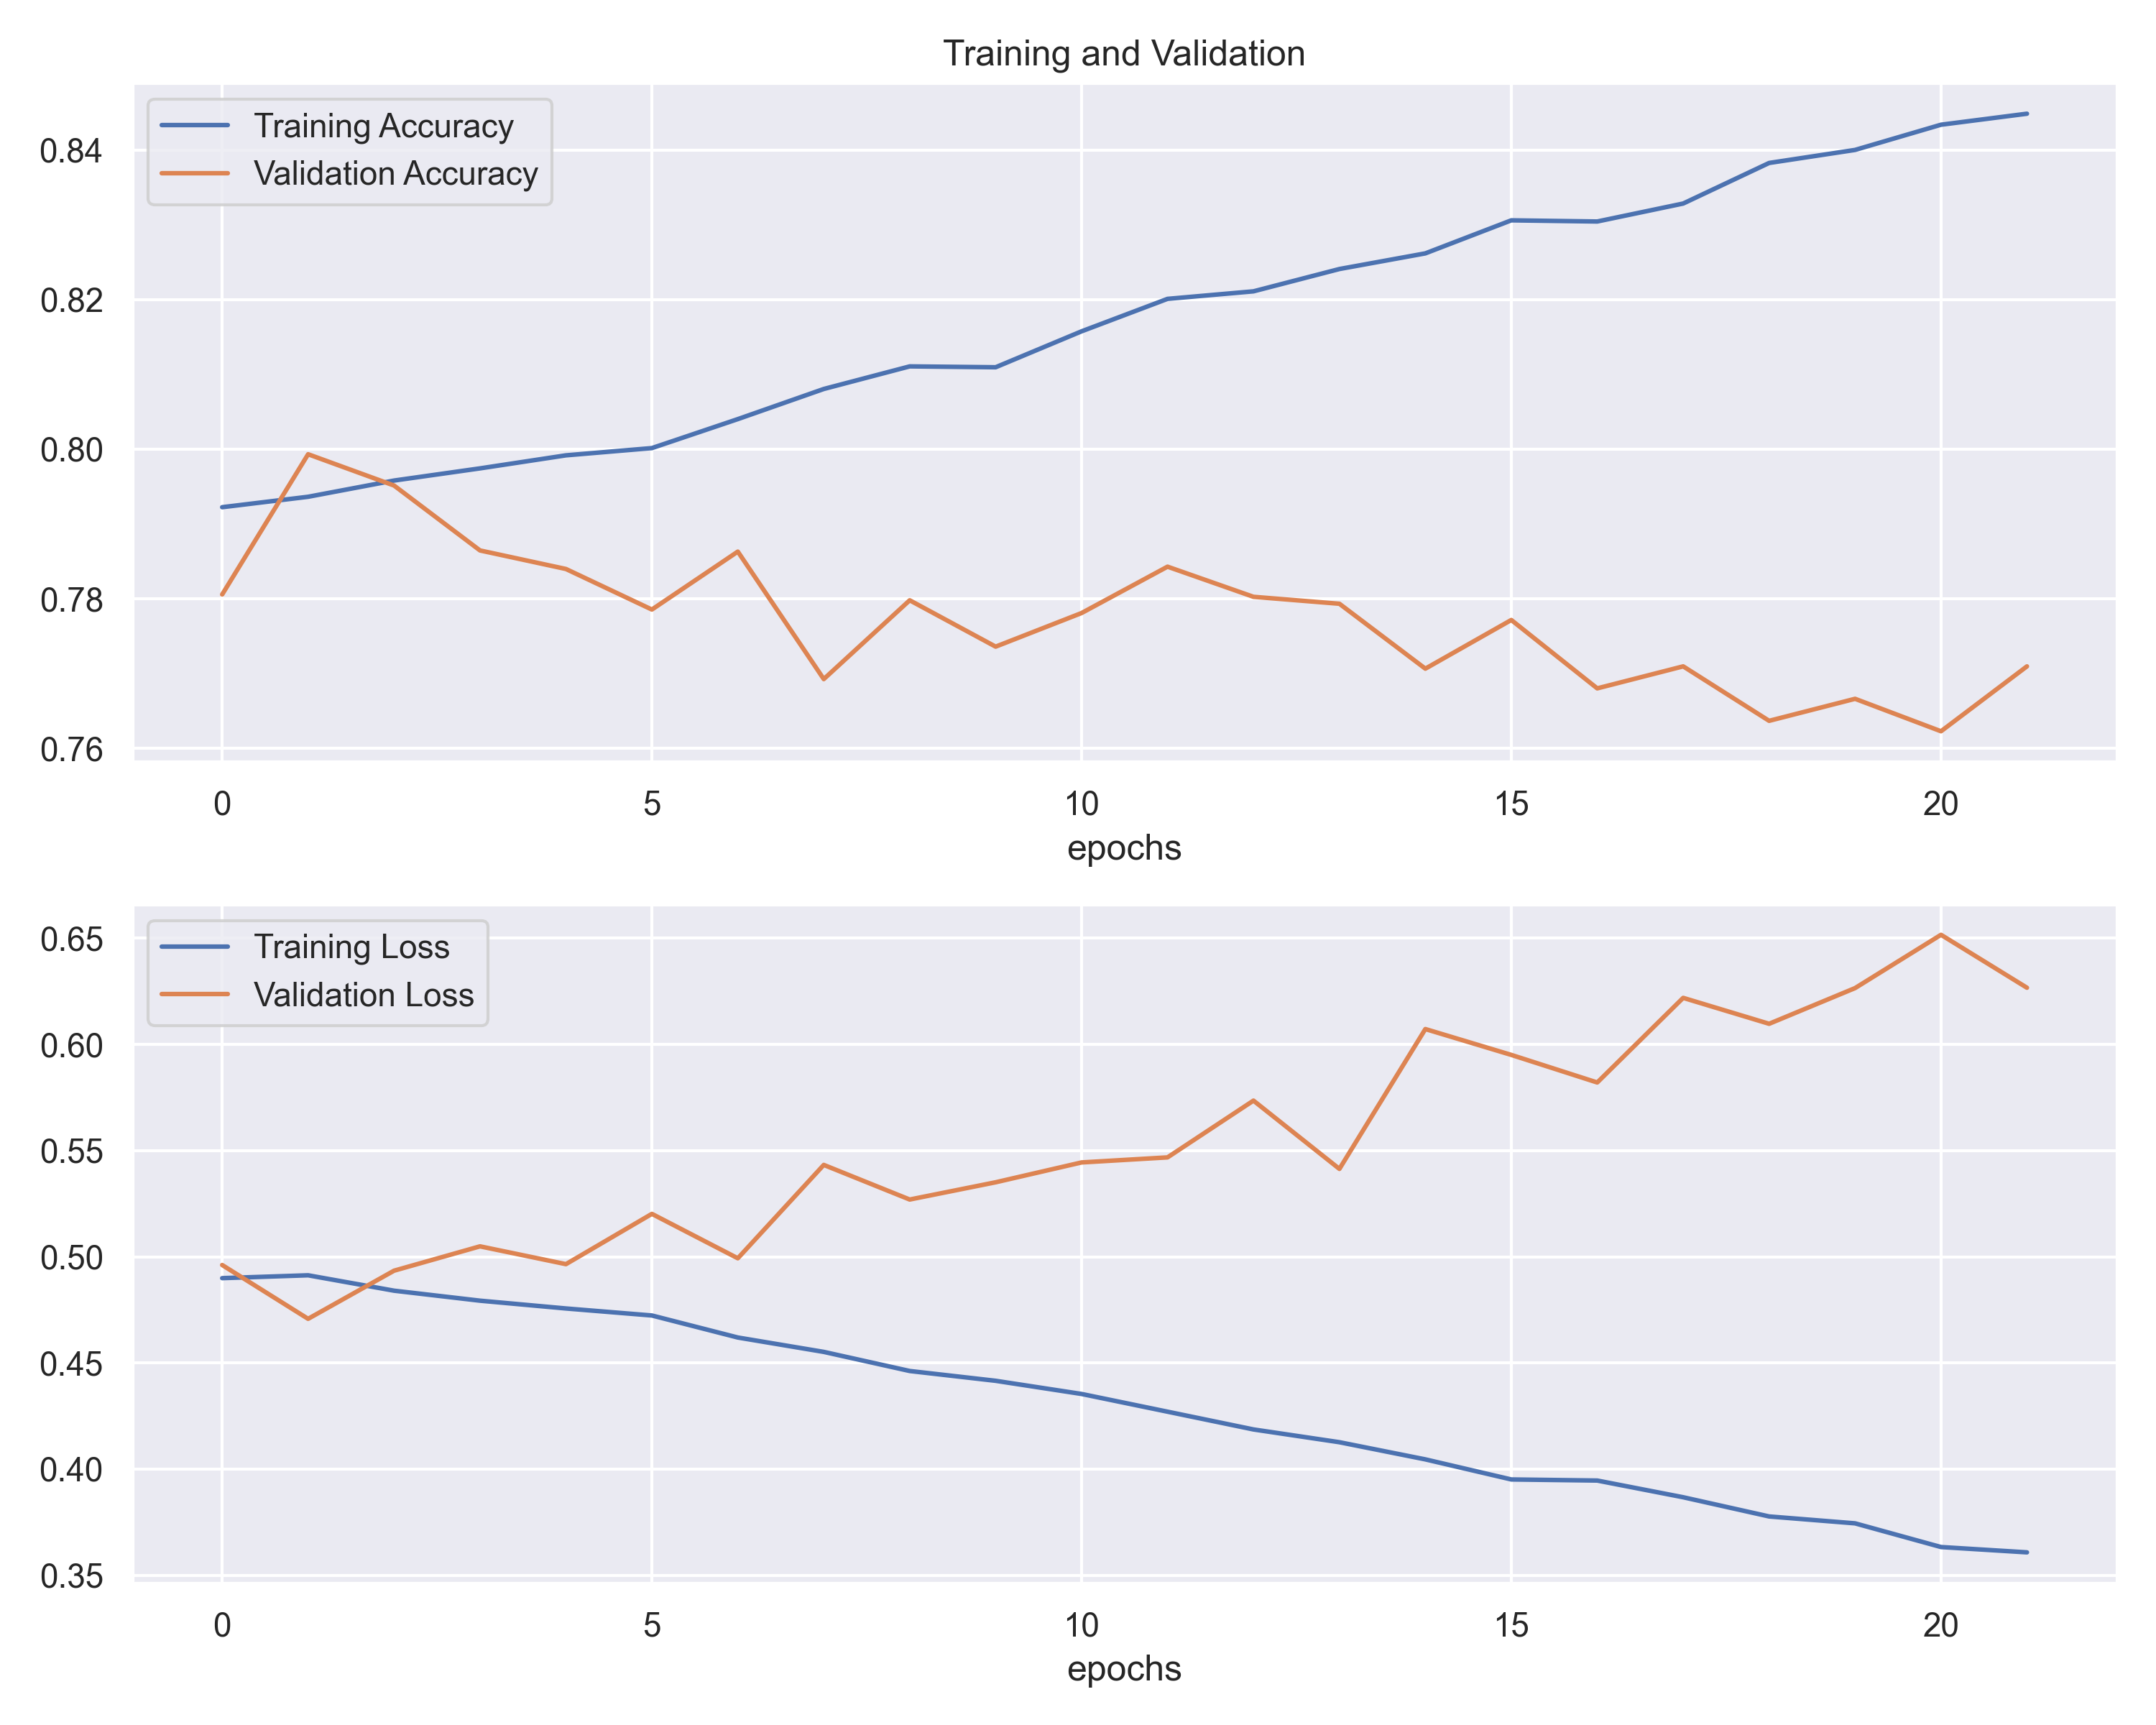 Training and Validation
Training Accuracy
Validation Accuracy
0.84
0.82
0.80
0.78
0.76
0 5 10 15 20
epochs
Training Loss
Validation Loss
0.65
0.60
0.55
0.50
0.45
0.40
0.35
0 5 10 15 20
epochs